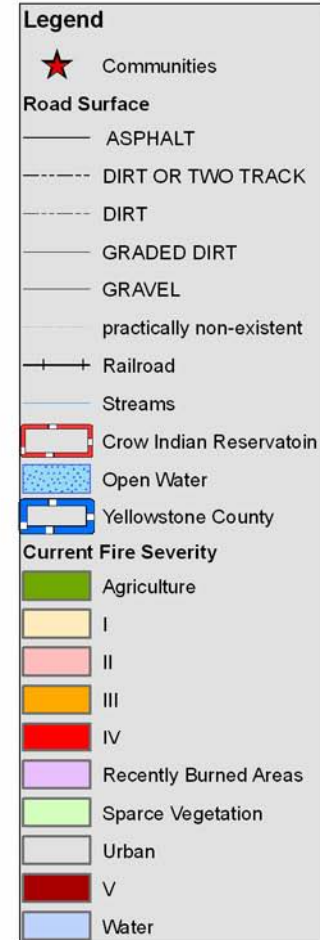 Legend
Communities
Road Surface
ASPHALT
DIRT OR TWO TRACK
DIRT
GRADED DIRT
GRAVEL
practically non-existent
Railroad
Streams
Crow Indian Reservatoin
Open Water
Yellowstone County
Current Fire Severity
Agriculture
I
II
III
IV
Recently Burned Areas
Sparce Vegetation
Urban
V
Water